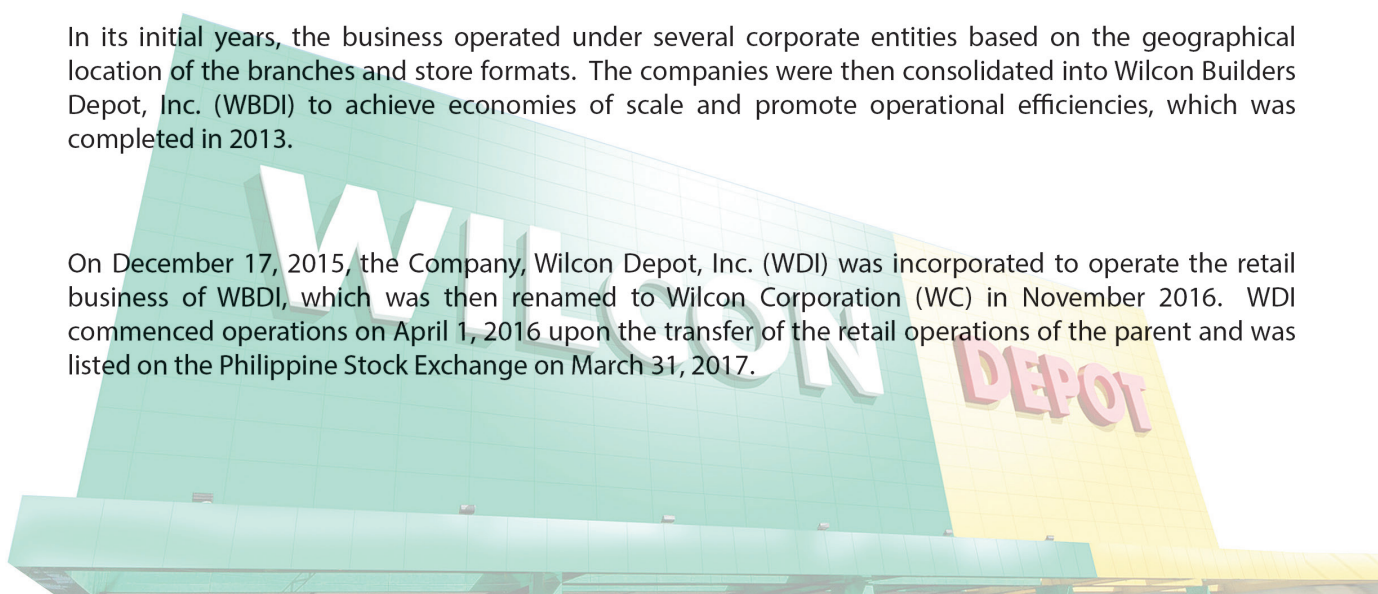 In its initial years, the business operated under several corporate entities based on the geographical
location of the branches and store formats. The companies were then consolidated into Wilcon Builders
Depot, Inc. (WBDI) to achieve economies of scale and promote operational efficiencies, which was
completed in 2013.
On December 17, 2015, the Company, Wilcon Depot, Inc. (WDI) was incorporated to operate the retail
business of WBDI, which was then renamed to Wilcon Corporation (WC) in November 2016. WDI
commenced operations on April 1, 2016 upon the transfer of the retail operations of the parent and was
listed on the Philippine Stock Exchange on March 31, 2017.
WILCON
DEPOT